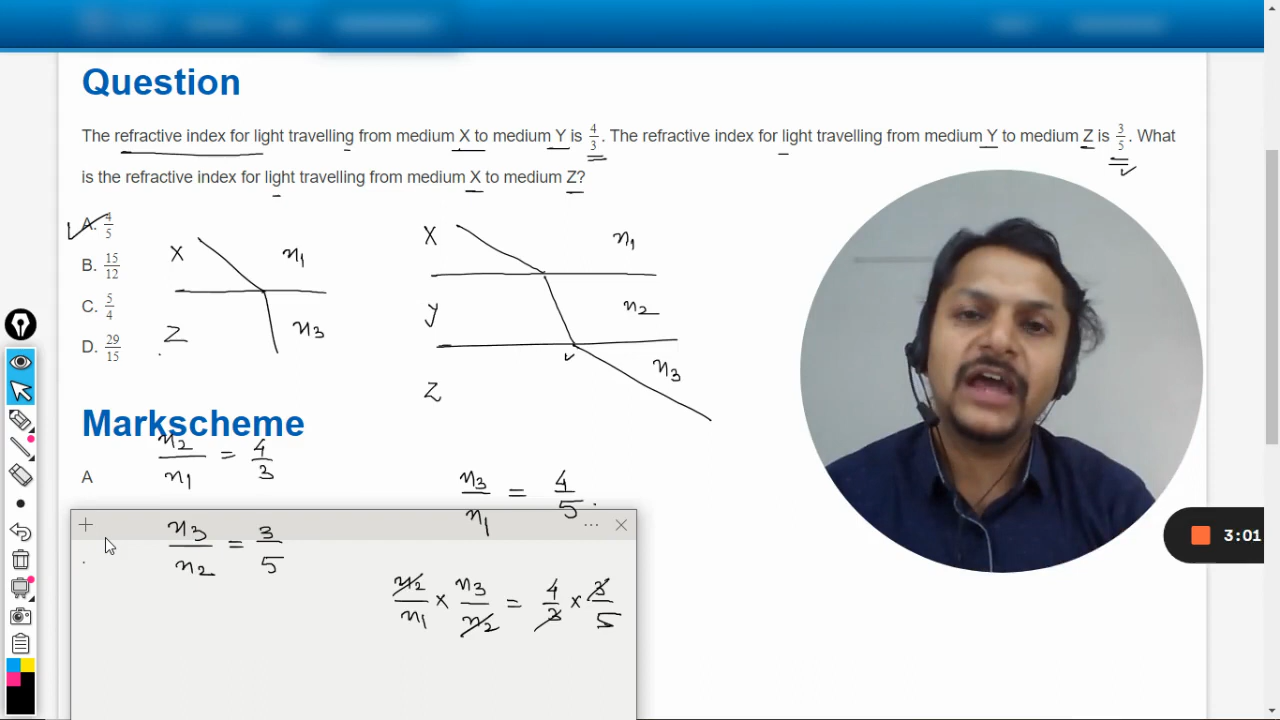 Question
The refractive index for light travelling from medium X to medium Y is 4/3. The refractive index for light travelling from medium Y to medium Z is 3/5. What
is the refractive index for light travelling from medium X to medium Z?
A. 4/5
B. 15/12
C. 5/4
D. 29/15
X n1
Z n3
X n1
y n2
Z n3
Markscheme
A
n2/n1 = 4/3
n3/n1 = 4/5.
n3/n2 = 3/5
n2/n1 × n3/n2 = 4/3 × 3/5
3:01